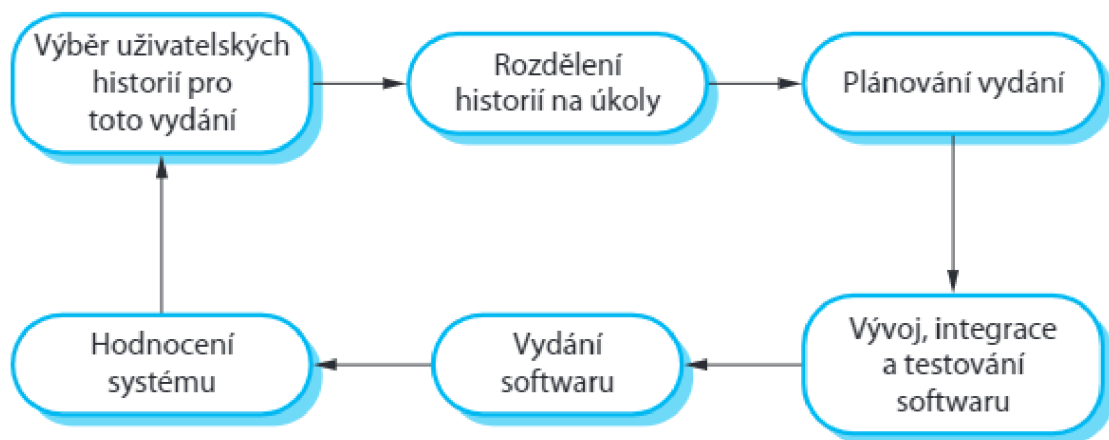 Výběr uživatelských
historií pro
toto vydání
Rozdělení
historií na úkoly
Plánování vydání
Hodnocení
systému
Vydání
softwaru
Vývoj, integrace
a testování
softwaru